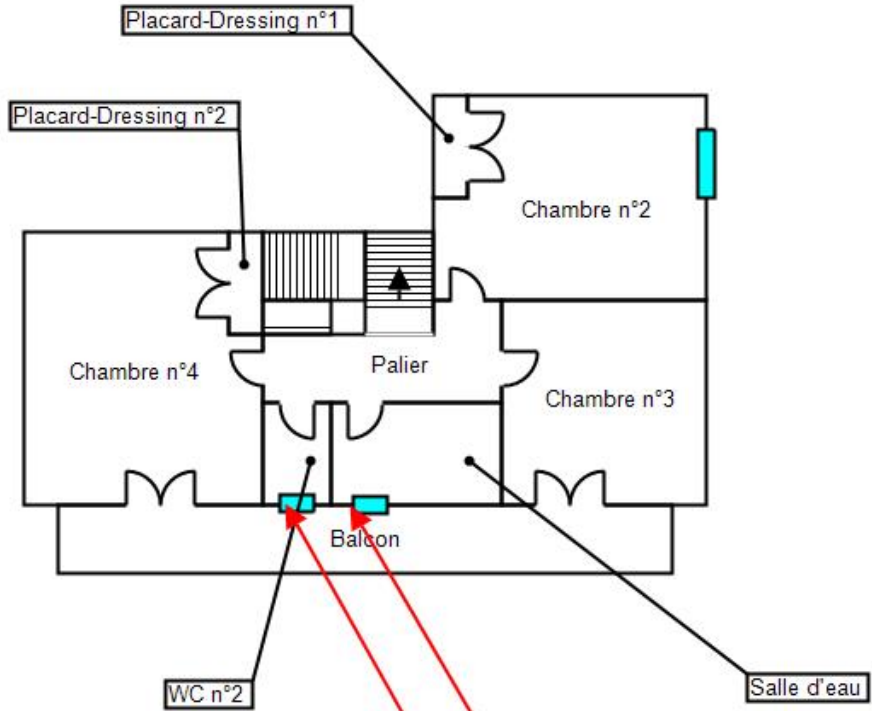 Placard-Dressing n°1
Placard-Dressing n°2
Chambre n°2
Chambre n°4
Palier
Chambre n°3
Balcon
WC n°2
Salle d'eau